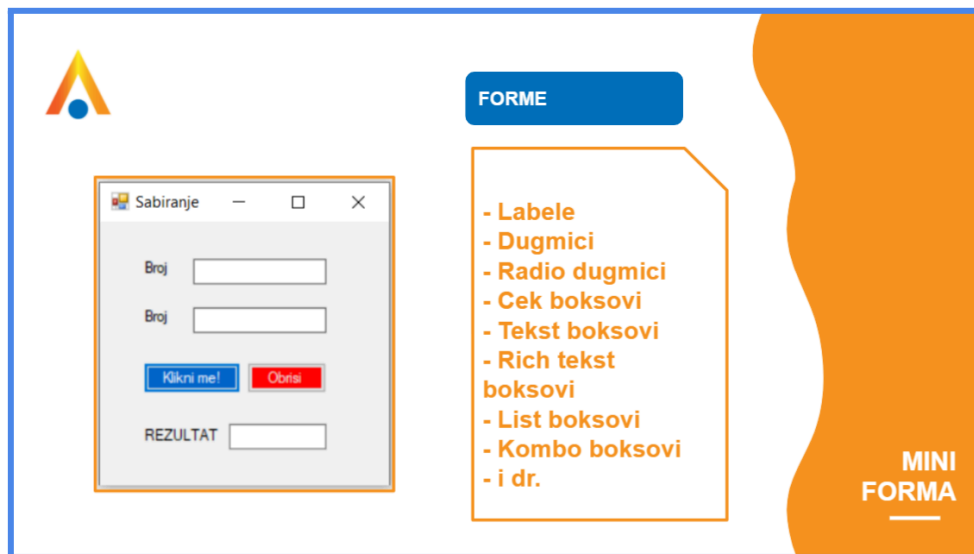 FORME
Sabiranje
Broj
Broj
Klikni me! Obrisi
REZULTAT
- Labele
- Dugmici
- Radio dugmici
- Cek boksovi
- Tekst boksovi
- Rich tekst
boksovi
- List boksovi
- Kombo boksovi
- i dr.
MINI
FORMA